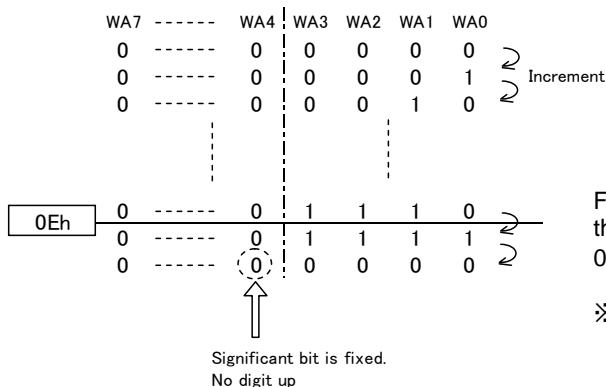 WA7 ------ WA4 WA3 WA2 WA1 WA0
0 ------ 0 0 0 0 0
0 ------ 0 0 0 0 1 Increment
0 ------ 0 0 0 1 0
0 ------ 0 1 1 1 0
0Eh
0 ------ 0 1 1 1 1
0 ------ 0 0 0 0 0
F
th
0
※
Significant bit is fixed.
No digit up